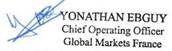 YONATHAN EBGUY
Chief Operating Officer
Global Markets France